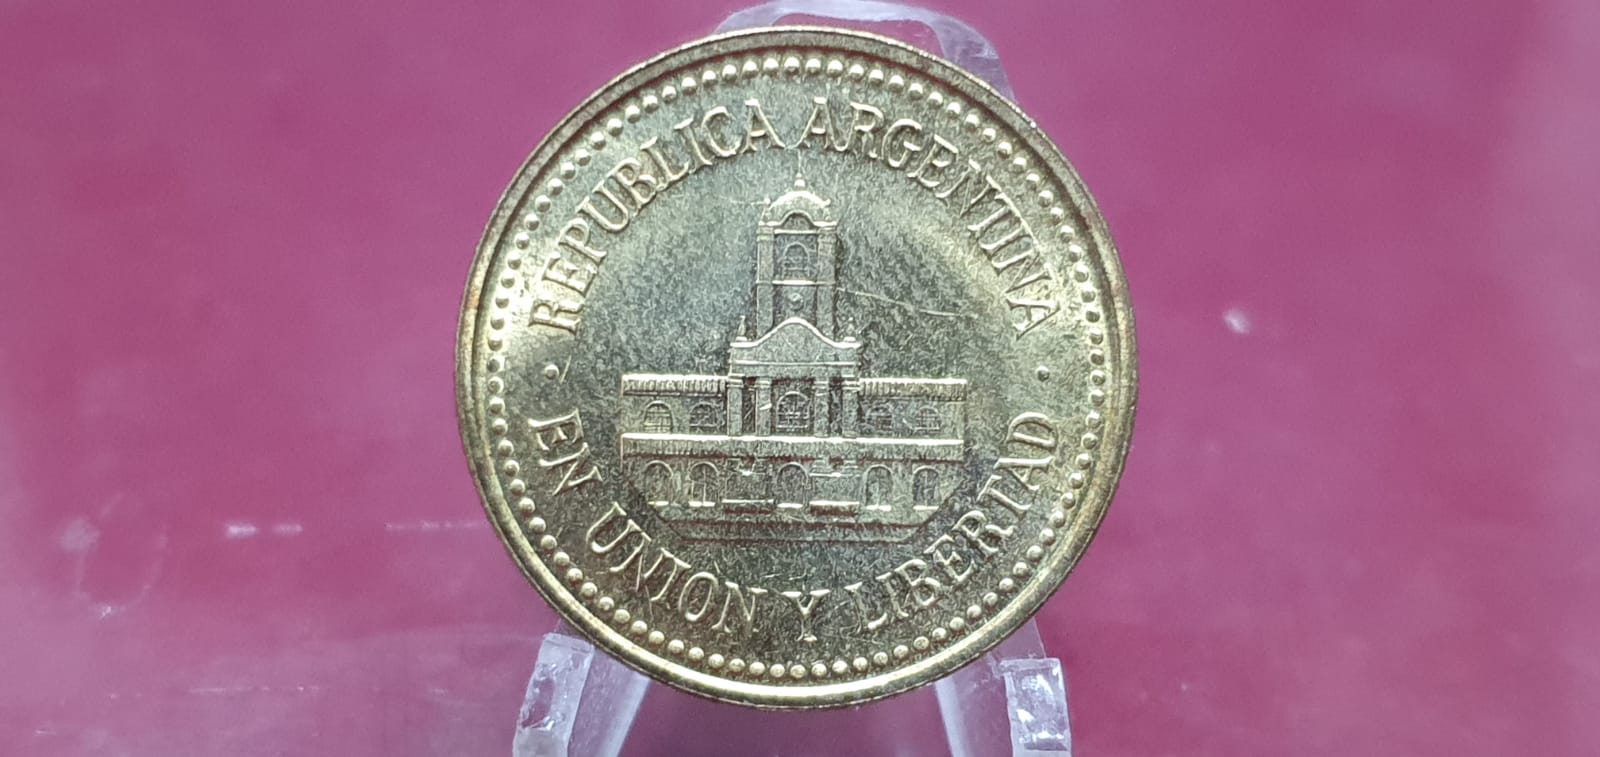 REPUBLICA ARGENTINA
EN UNION Y LIBERTAD